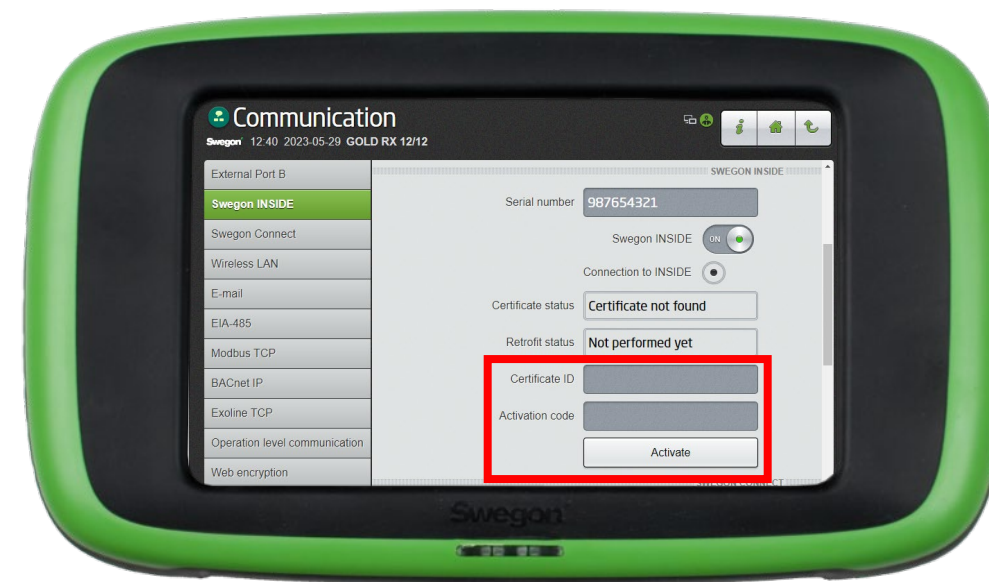 Communication
Swegon 12:40 2023-05-29 GOLD RX 12/12
i
External Port B
Swegon INSIDE
Swegon Connect
Wireless LAN
E-mail
EIA-485
Modbus TCP
BACnet IP
Exoline TCP
Operation level communication
Web encryption
SWEGON INSIDE
Serial number 987654321
Swegon INSIDE ON
Connection to INSIDE
Certificate status Certificate not found
Retrofit status Not performed yet
Certificate ID
Activation code
Activate
SWEGON CONNECT
Swegon